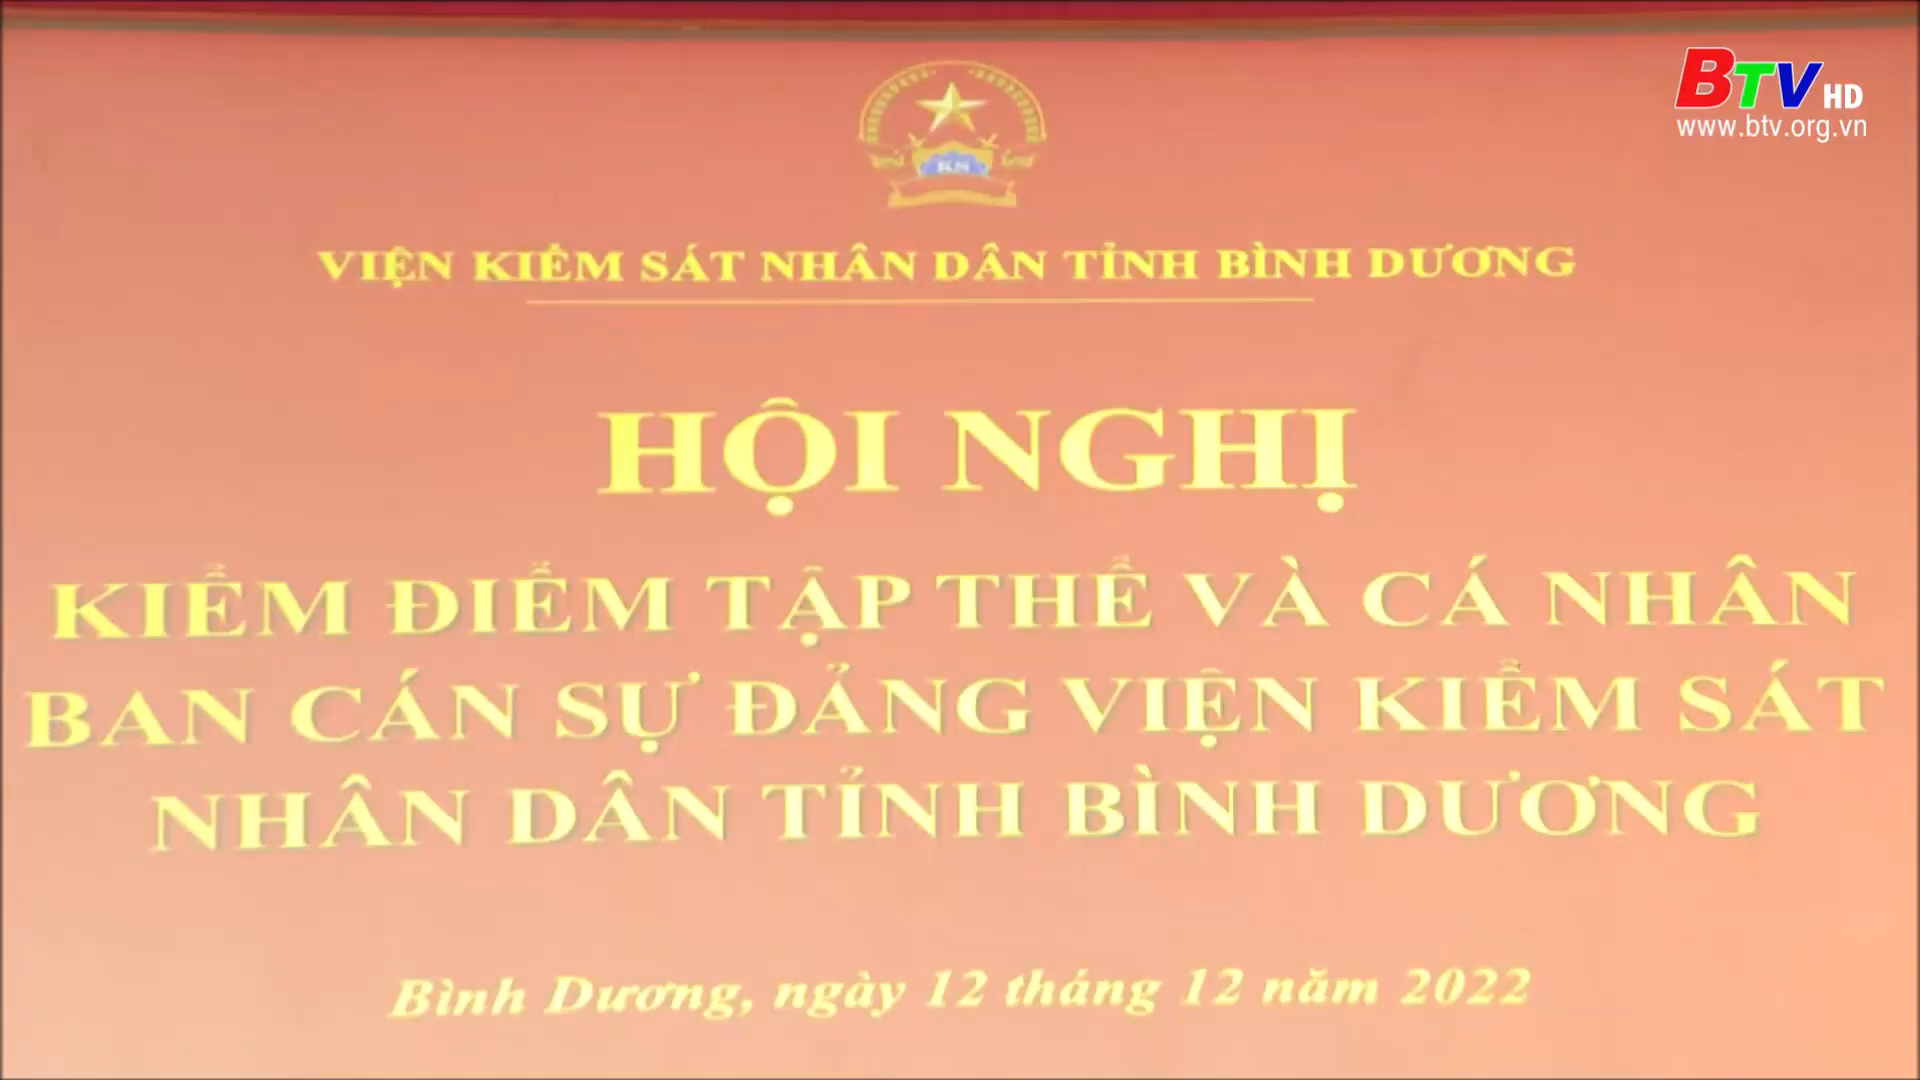 BTV HD
www.btv.org.vn
KS
VIỆN KIỂM SÁT NHÂN DÂN TỈNH BÌNH DƯƠNG
HỘI NGHỊ
KIỂM ĐIỂM TẬP THỂ VÀ CÁ NHÂN
BAN CÁN SỰ ĐẢNG VIỆN KIỂM SÁT
NHÂN DÂN TỈNH BÌNH DƯƠNG
Bình Dương, ngày 12 tháng 12 năm 2022